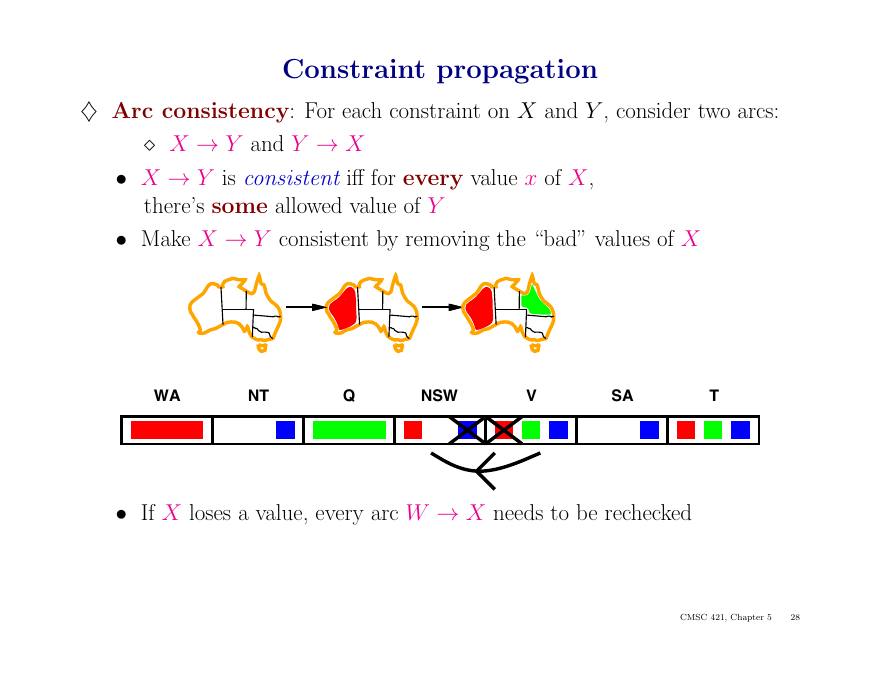 Constraint propagation
♢ Arc consistency: For each constraint on X and Y, consider two arcs:
⋄ X → Y and Y → X
• X → Y is consistent iff for every value x of X,
there's some allowed value of Y
• Make X → Y consistent by removing the “bad” values of X
WA NT Q NSW V SA T
• If X loses a value, every arc W → X needs to be rechecked
CMSC 421, Chapter 5 28